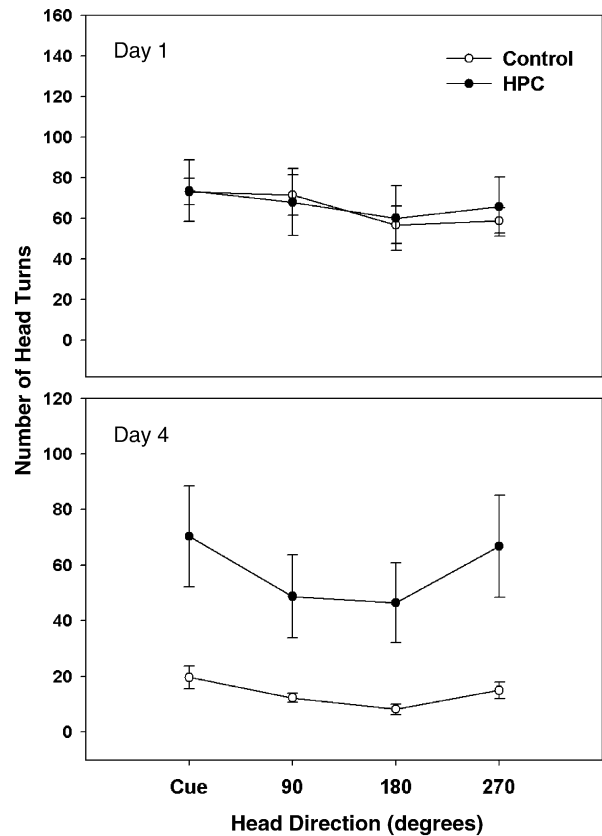 Number of Head Turns
160
140
120
100
80
60
40
20
0
Day 1
Control
HPC
120
100
80
60
40
20
0
Day 4
Cue 90 180 270
Head Direction (degrees)